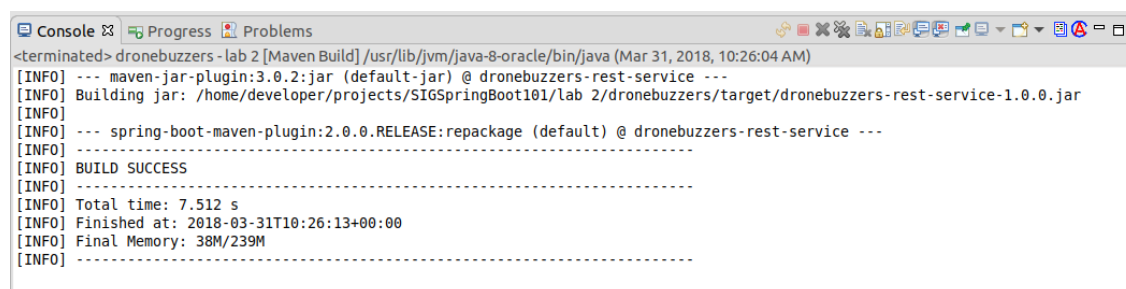 Console Progress Problems
<terminated> dronebuzzers - lab 2 [Maven Build] /usr/lib/jvm/java-8-oracle/bin/java (Mar 31, 2018, 10:26:04 AM)
[INFO] --- maven-jar-plugin:3.0.2:jar (default-jar) @ dronebuzzers-rest-service ---
[INFO] Building jar: /home/developer/projects/SIGSpringBoot101/lab 2/dronebuzzers/target/dronebuzzers-rest-service-1.0.0.jar
[INFO]
[INFO] --- spring-boot-maven-plugin:2.0.0.RELEASE:repackage (default) @ dronebuzzers-rest-service ---
[INFO] ------------------------------------------------------------------------
[INFO] BUILD SUCCESS
[INFO] ------------------------------------------------------------------------
[INFO] Total time: 7.512 s
[INFO] Finished at: 2018-03-31T10:26:13+00:00
[INFO] Final Memory: 38M/239M
[INFO] ------------------------------------------------------------------------